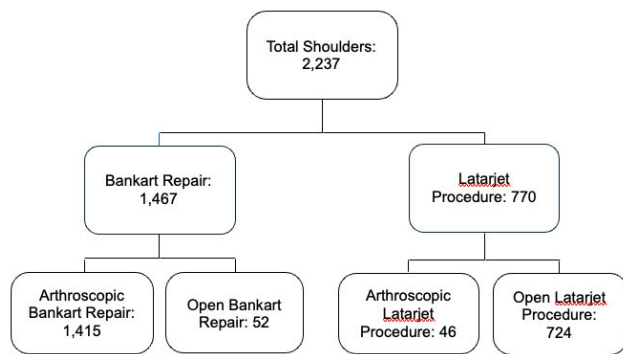 Total Shoulders:
2,237
Bankart Repair:
1,467
Latarjet
Procedure: 770
Arthroscopic
Bankart Repair:
1,415
Open Bankart
Repair: 52
Arthroscopic
Latarjet
Procedure: 46
Open Latarjet
Procedure:
724